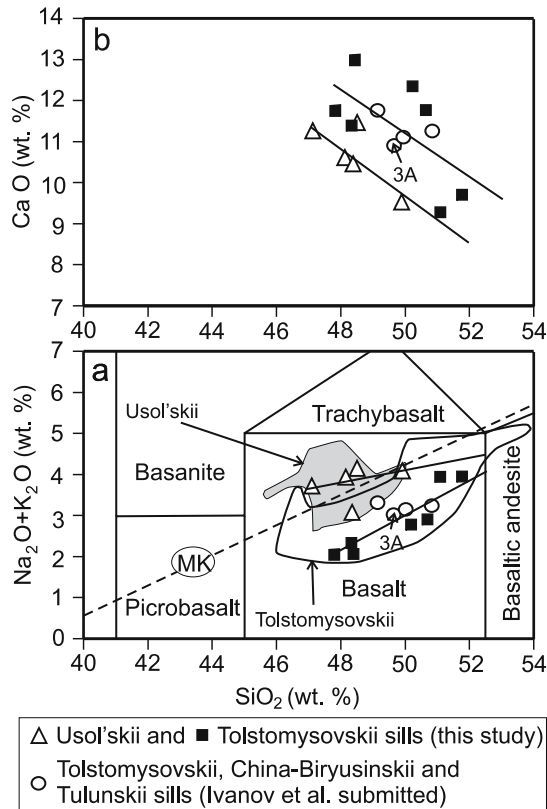 b
14
13
12
11
10
9
8
7
CaO (wt. %)
3A
40 42 44 46 48 50 52 54
a
7
6
5
4
3
2
1
0
Na2O+K2O (wt. %)
Usol'skii
Trachybasalt
Basanite
3A
MK
Basalt
Picrobasalt
Tolstomysovskii
Basaltic andesite
40 42 44 46 48 50 52 54
SiO2 (wt. %)
△ Usol'skii and ■ Tolstomysovskii sills (this study)
○ Tolstomysovskii, China-Biryusinskii and
Tulunskii sills (Ivanov et al. submitted)